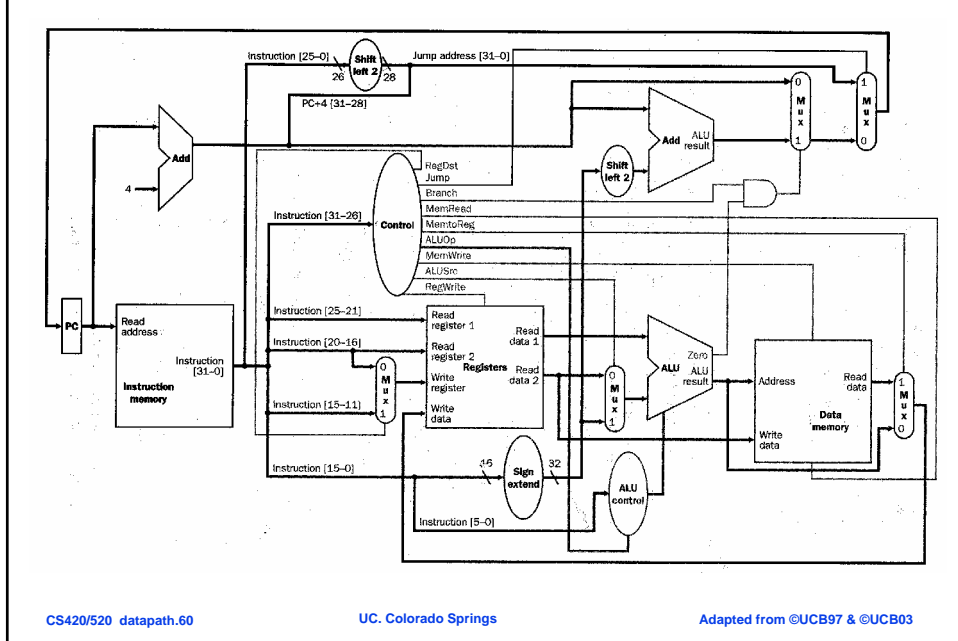 Instruction [25–0]
Shift
left 2
Jump address [31–0]
26
28
PC+4 [31–28]
1
M
u
x
0
0
M
u
x
1
Add
ALU
result
Shift
left 2
Add
4
RegDst
Jump
Branch
MemRead
MemtoReg
ALUOp
MemWrite
ALUSrc
RegWrite
Control
Instruction [31–26]
PC
Read
address
Instruction
[31–0]
Instruction
memory
Instruction [25–21]
Instruction [20–16]
Instruction [15–11]
0
M
u
x
1
Read
register 1
Read
register 2
Write
register
Write
data
Registers
Read
data 1
Read
data 2
0
M
u
x
1
Zero
ALU
ALU
result
Address
Write
data
Read
data
Data
memory
1
M
u
x
0
Instruction [15–0]
16
Sign
extend
32
Instruction [5–0]
ALU
control
CS420/520 datapath.60
UC. Colorado Springs
Adapted from ©UCB97 & ©UCB03